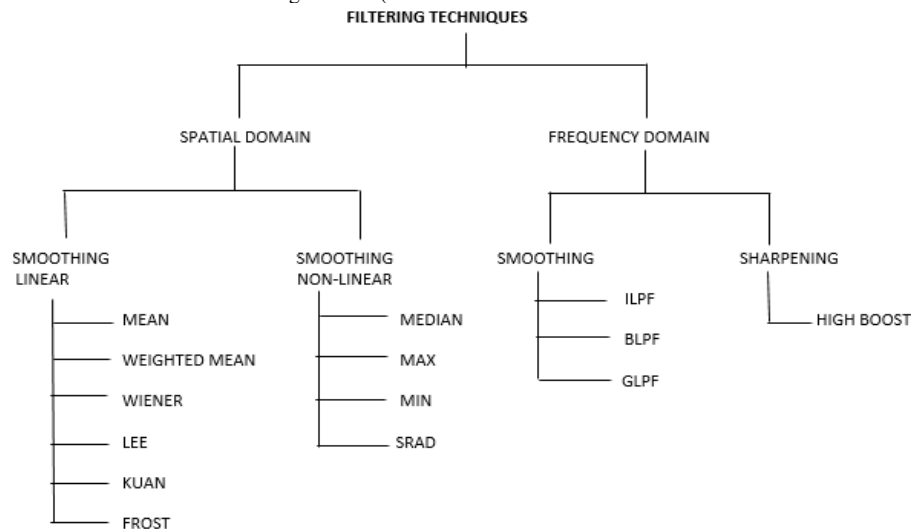 FILTERING TECHNIQUES
SPATIAL DOMAIN
FREQUENCY DOMAIN
SMOOTHING
LINEAR
SMOOTHING
NON-LINEAR
SMOOTHING
SHARPENING
MEAN
WEIGHTED MEAN
WIENER
LEE
KUAN
FROST
MEDIAN
MAX
MIN
SRAD
ILPF
BLPF
GLPF
HIGH BOOST